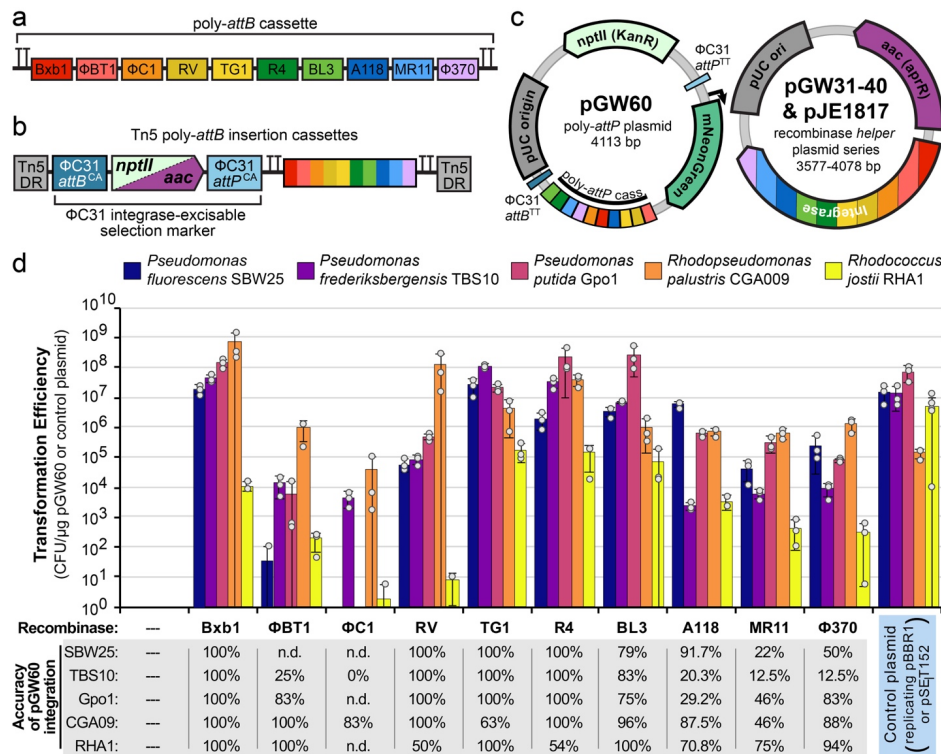 a
poly-attB cassette
Bxb1 ΦBT1 ΦC1 RV TG1 R4 BL3 A118 MR11 Φ370
b
Tn5 poly-attB insertion cassettes
Tn5 DR
ΦC31 attB^CA
nptII
aac
ΦC31 attP^CA
Tn5 DR
ΦC31 integrase-excisable
selection marker
c
nptII (KanR)
ΦC31
attP^TT
pUC origin
pGW60
poly-attP plasmid
4113 bp
mNeonGreen
poly-attP cass.
ΦC31
attB^TT
pUC ori
aac (aprR)
pGW31-40
& pJE1817
recombinase helper
plasmid series
3577-4078 bp
Integrase
d
Pseudomonas
fluorescens SBW25
Pseudomonas
frederiksbergensis TBS10
Pseudomonas
putida Gpo1
Rhodopseudomonas
palustris CGA009
Rhodococcus
jostii RHA1
Transformation Efficiency
(CFU/µg pGW60 or control plasmid)
10^10
10^9
10^8
10^7
10^6
10^5
10^4
10^3
10^2
10^1
10^0
Recombinase: --- Bxb1 ΦBT1 ΦC1 RV TG1 R4 BL3 A118 MR11 Φ370
Accuracy
of pGW60
integration
SBW25: --- 100% n.d. n.d. 100% 100% 100% 79% 91.7% 22% 50%
TBS10: --- 100% 25% 0% 100% 100% 100% 83% 20.3% 12.5% 12.5%
Gpo1: --- 100% 83% n.d. 100% 100% 100% 75% 29.2% 46% 83%
CGA09: --- 100% 100% 83% 100% 63% 100% 96% 87.5% 46% 88%
RHA1: --- 100% 100% n.d. 50% 100% 54% 100% 70.8% 75% 94%
Control plasmid
(replicating pBBR1
or pSET152)